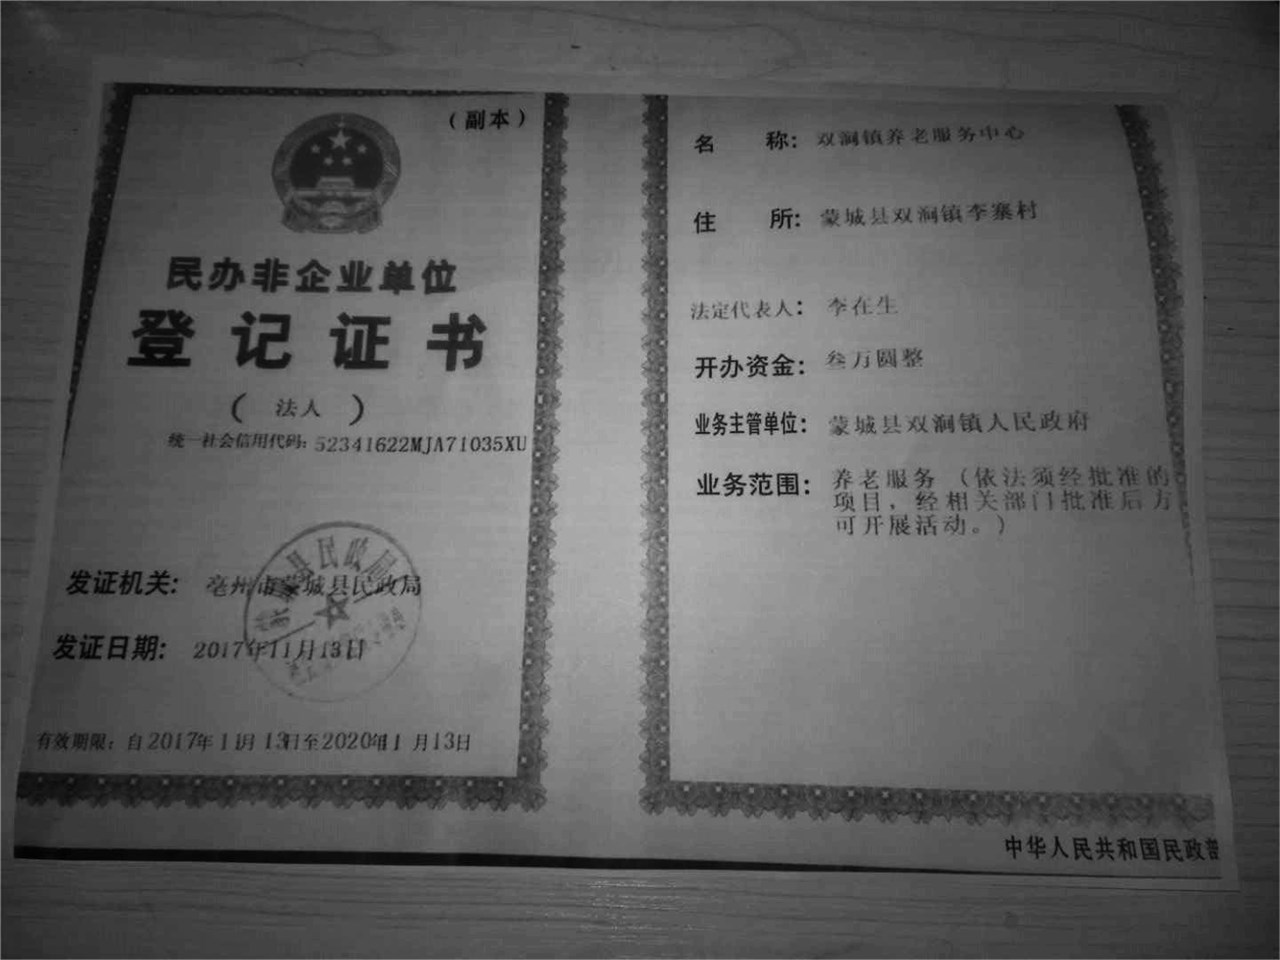 （副本）
民办非企业单位
登记证书
（ 法人 ）
统一社会信用代码：52341622MJA71035XU
发证机关： 亳州市蒙城县民政局
发证日期： 2017年11月13日
县民政局
有效期限：自2017年11月13日至2020年11月13日
名 称：双涧镇养老服务中心
住 所：蒙城县双涧镇李寨村
法定代表人：李在生
开办资金：叁万圆整
业务主管单位：蒙城县双涧镇人民政府
业务范围：养老服务（依法须经批准的
项目，经相关部门批准后方
可开展活动。）
中华人民共和国民政